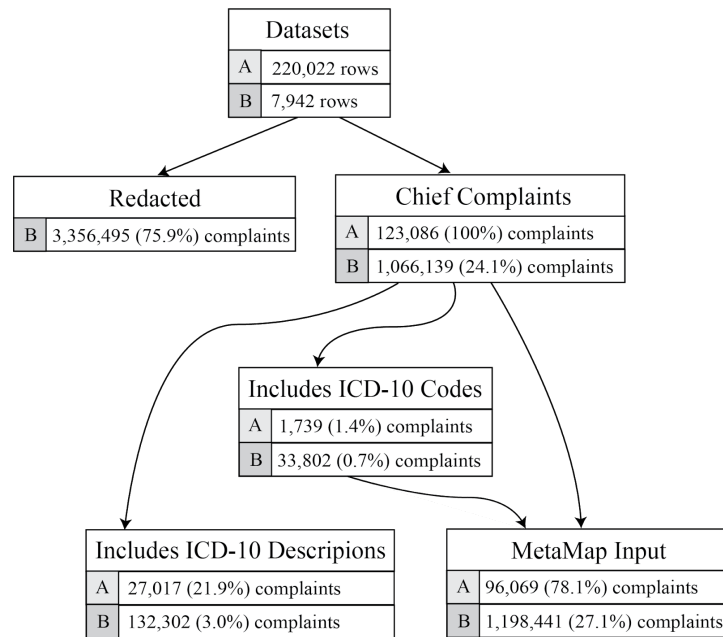 Datasets
A 220,022 rows
B 7,942 rows
Redacted
B 3,356,495 (75.9%) complaints
Chief Complaints
A 123,086 (100%) complaints
B 1,066,139 (24.1%) complaints
Includes ICD-10 Codes
A 1,739 (1.4%) complaints
B 33,802 (0.7%) complaints
Includes ICD-10 Descripions
A 27,017 (21.9%) complaints
B 132,302 (3.0%) complaints
MetaMap Input
A 96,069 (78.1%) complaints
B 1,198,441 (27.1%) complaints